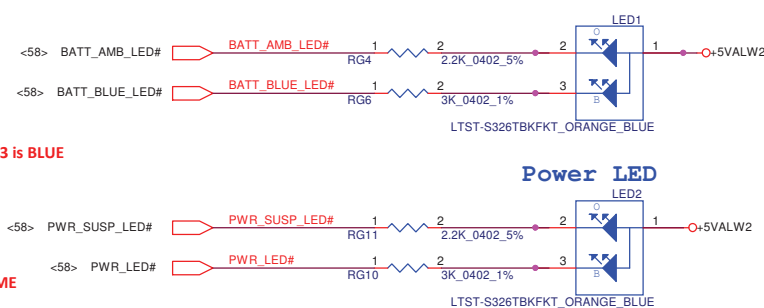 LED1
<58> BATT_AMB_LED# BATT_AMB_LED# 1 2 2 O 1 +5VALW2
RG4 2.2K_0402_5%
<58> BATT_BLUE_LED# BATT_BLUE_LED# 1 2 3 B
RG6 3K_0402_1%
LTST-S326TBKFKT_ORANGE_BLUE
3 is BLUE
Power LED
LED2
<58> PWR_SUSP_LED# PWR_SUSP_LED# 1 2 2 O 1 +5VALW2
RG11 2.2K_0402_5%
<58> PWR_LED# PWR_LED# 1 2 3 B
RG10 3K_0402_1%
ME
LTST-S326TBKFKT_ORANGE_BLUE